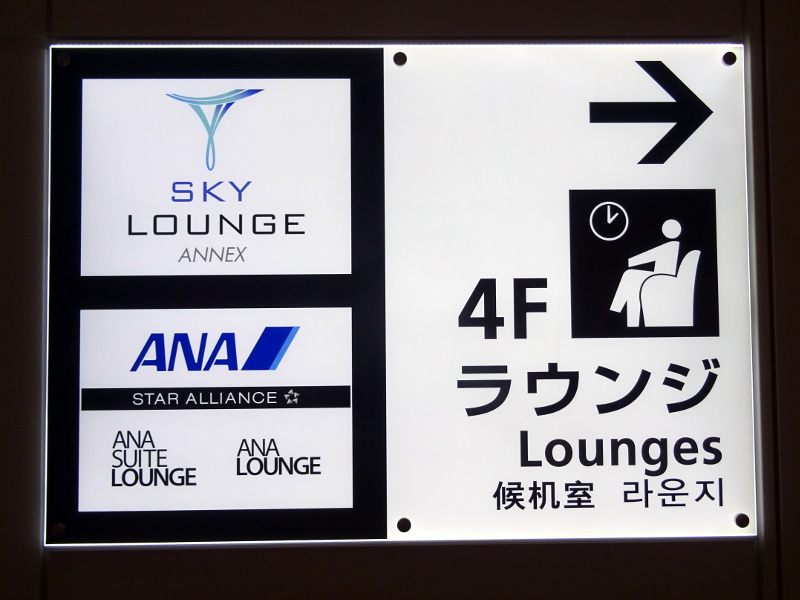 SKY
LOUNGE
ANNEX
ANA
STAR ALLIANCE
ANA
SUITE
LOUNGE
ANA
LOUNGE
4F
ラウンジ
Lounges
候机室 라운지